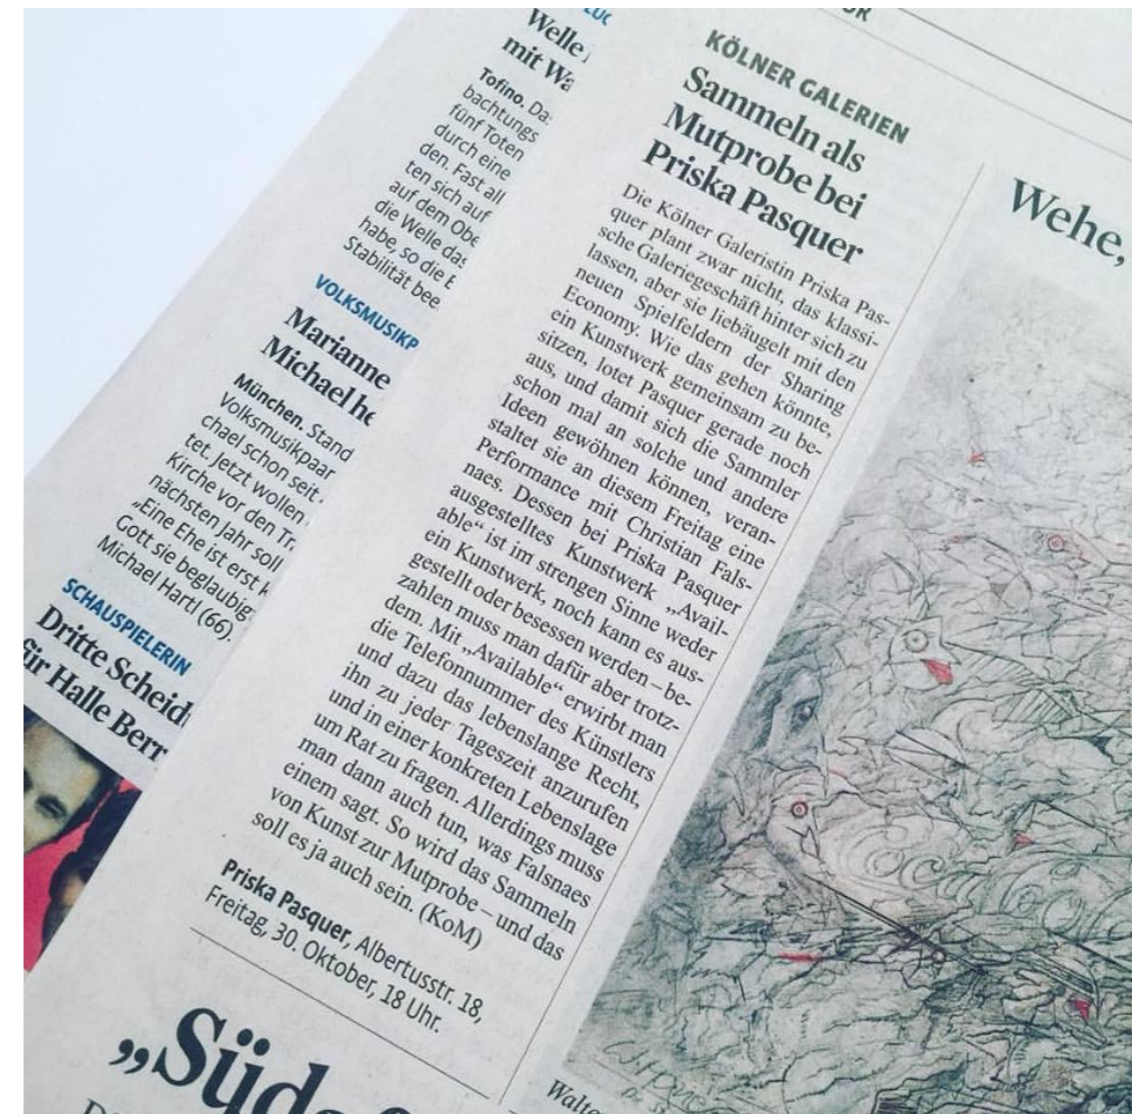 Welle
mit Wa
Tofino. Da
bachtungs
fünf Toten
durch eine
den. Fast all
ten sich auf
auf dem Obe
die Welle das
habe, so die E
Stabilität bee
VOLKSMUSIKP
Marianne
Michael he
München. Stand
Volksmusikpaar
chael schon seit
tet. Jetzt wollen
Kirche vor den Tr
nächsten Jahr soll
„Eine Ehe ist erst k
Gott sie beglaubig
Michael Hartl (66).
SCHAUSPIELERIN
Dritte Scheid
für Halle Berr
KÖLNER GALERIEN
Sammeln als
Mutprobe bei
Priska Pasquer
Die Kölner Galeristin Priska Pas-
quer plant zwar nicht, das klassi-
sche Galeriegeschäft hinter sich zu
lassen, aber sie liebäugelt mit den
neuen Spielfeldern der Sharing
Economy. Wie das gehen könnte,
ein Kunstwerk gemeinsam zu be-
sitzen, lotet Pasquer gerade noch
aus, und damit sich die Sammler
schon mal an solche und andere
Ideen gewöhnen können, veran-
staltet sie an diesem Freitag eine
Performance mit Christian Fals-
naes. Dessen bei Priska Pasquer
ausgestelltes Kunstwerk „Avail-
able“ ist im strengen Sinne weder
ein Kunstwerk, noch kann es aus-
gestellt oder besessen werden – be-
zahlen muss man dafür aber trotz-
dem. Mit „Available“ erwirbt man
die Telefonnummer des Künstlers
und dazu das lebenslange Recht,
ihn zu jeder Tageszeit anzurufen
und in einer konkreten Lebenslage
um Rat zu fragen. Allerdings muss
man dann auch tun, was Falsnaes
einem sagt. So wird das Sammeln
von Kunst zur Mutprobe – und das
soll es ja auch sein. (KoM)
Priska Pasquer, Albertusstr. 18,
Freitag, 30. Oktober, 18 Uhr.
Wehe,
Walte